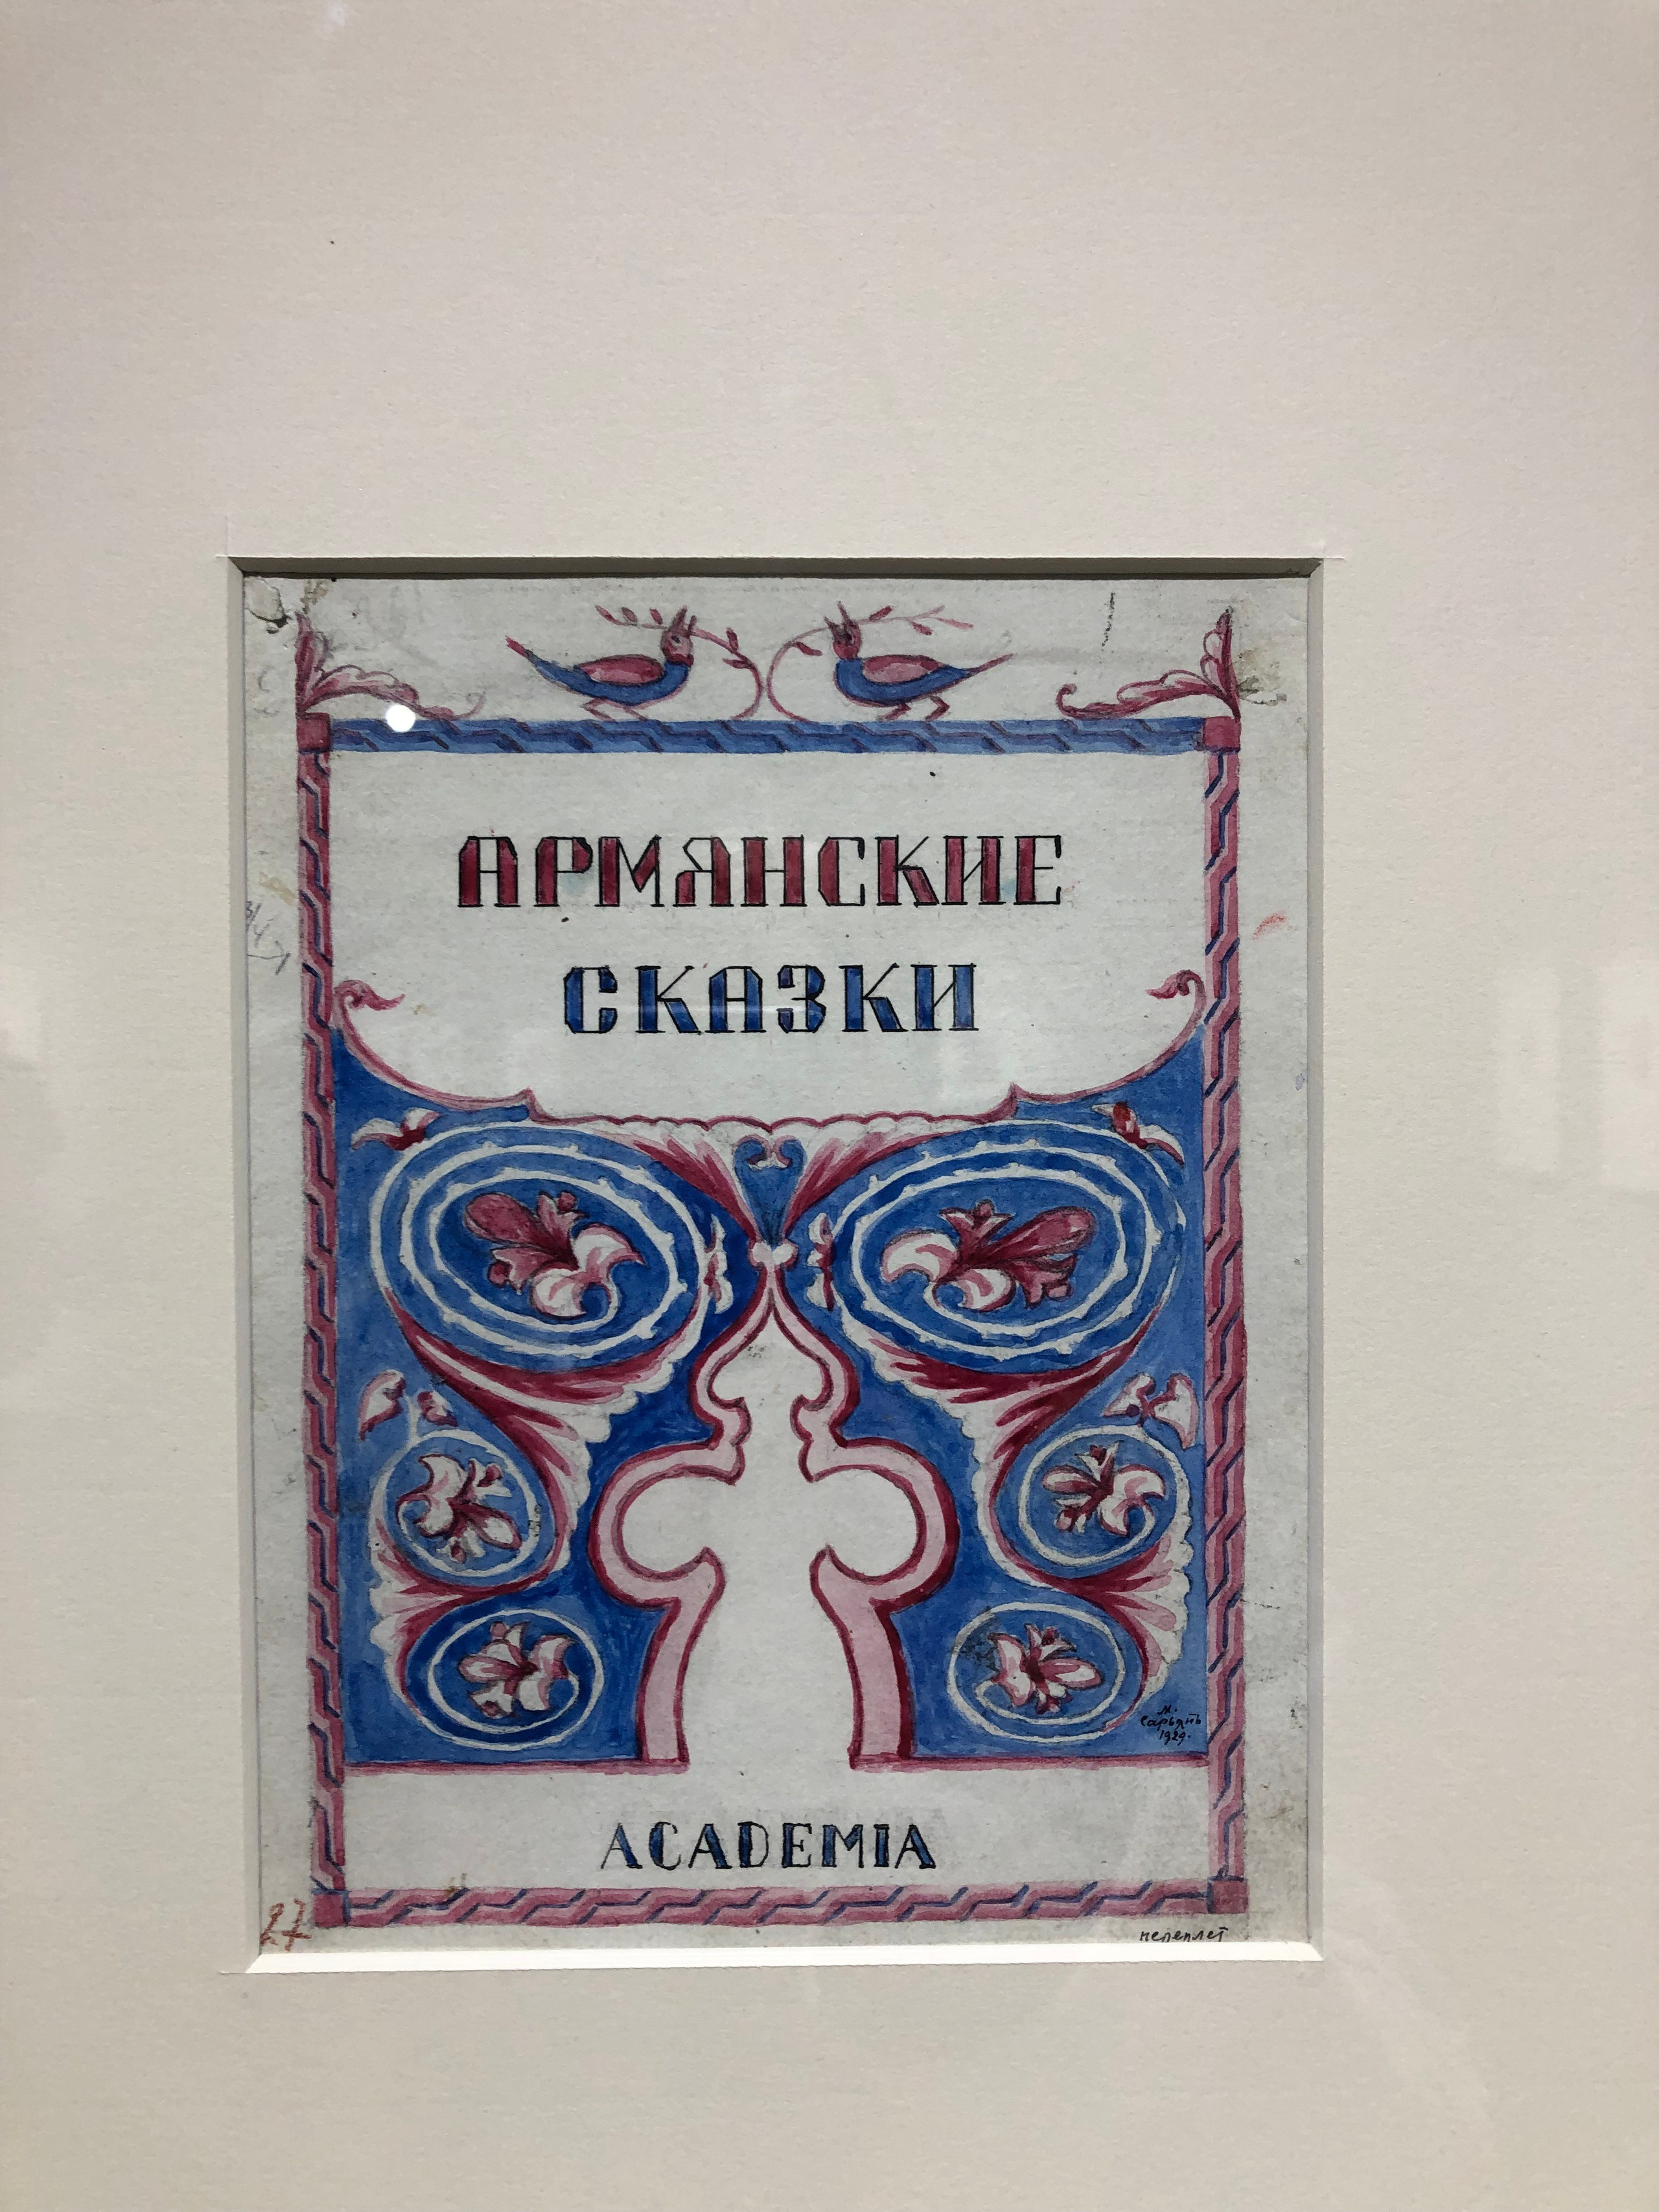 АРМЯНСКИЕ
СКАЗКИ
М.
Сарьянъ
1929.
ACADEMIA
27
переплет